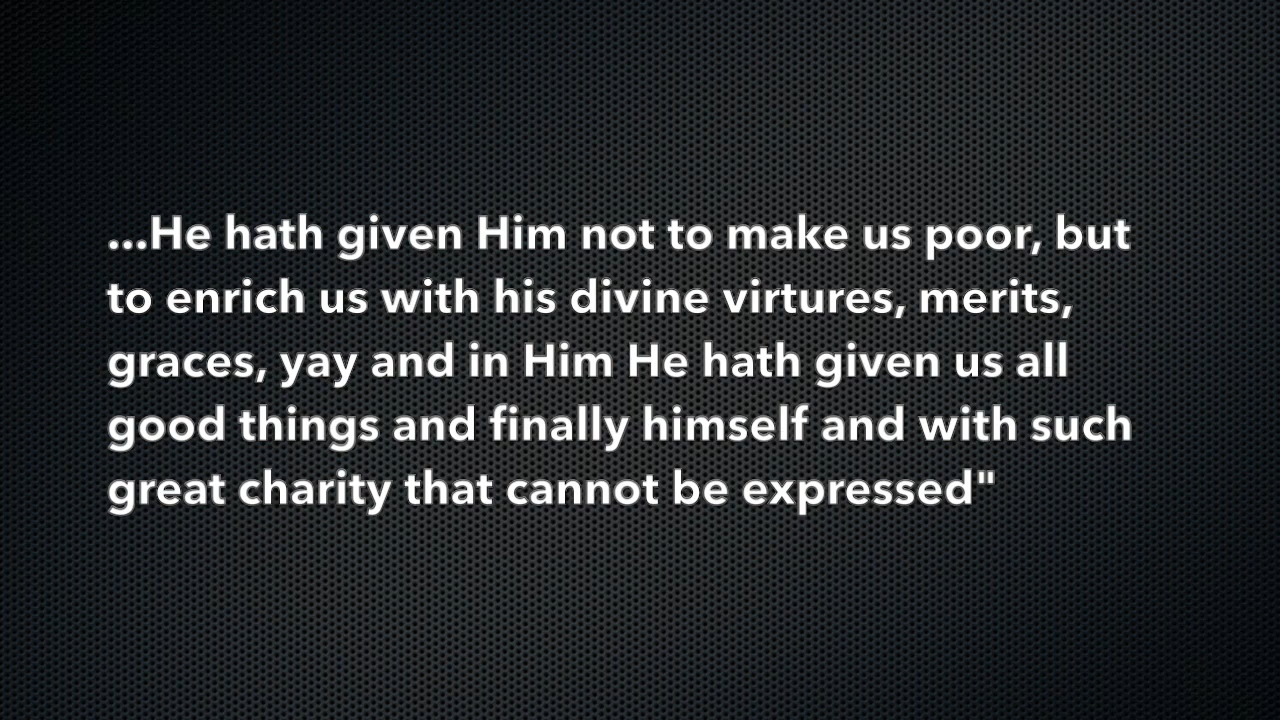 ...He hath given Him not to make us poor, but
to enrich us with his divine virtures, merits,
graces, yay and in Him He hath given us all
good things and finally himself and with such
great charity that cannot be expressed"